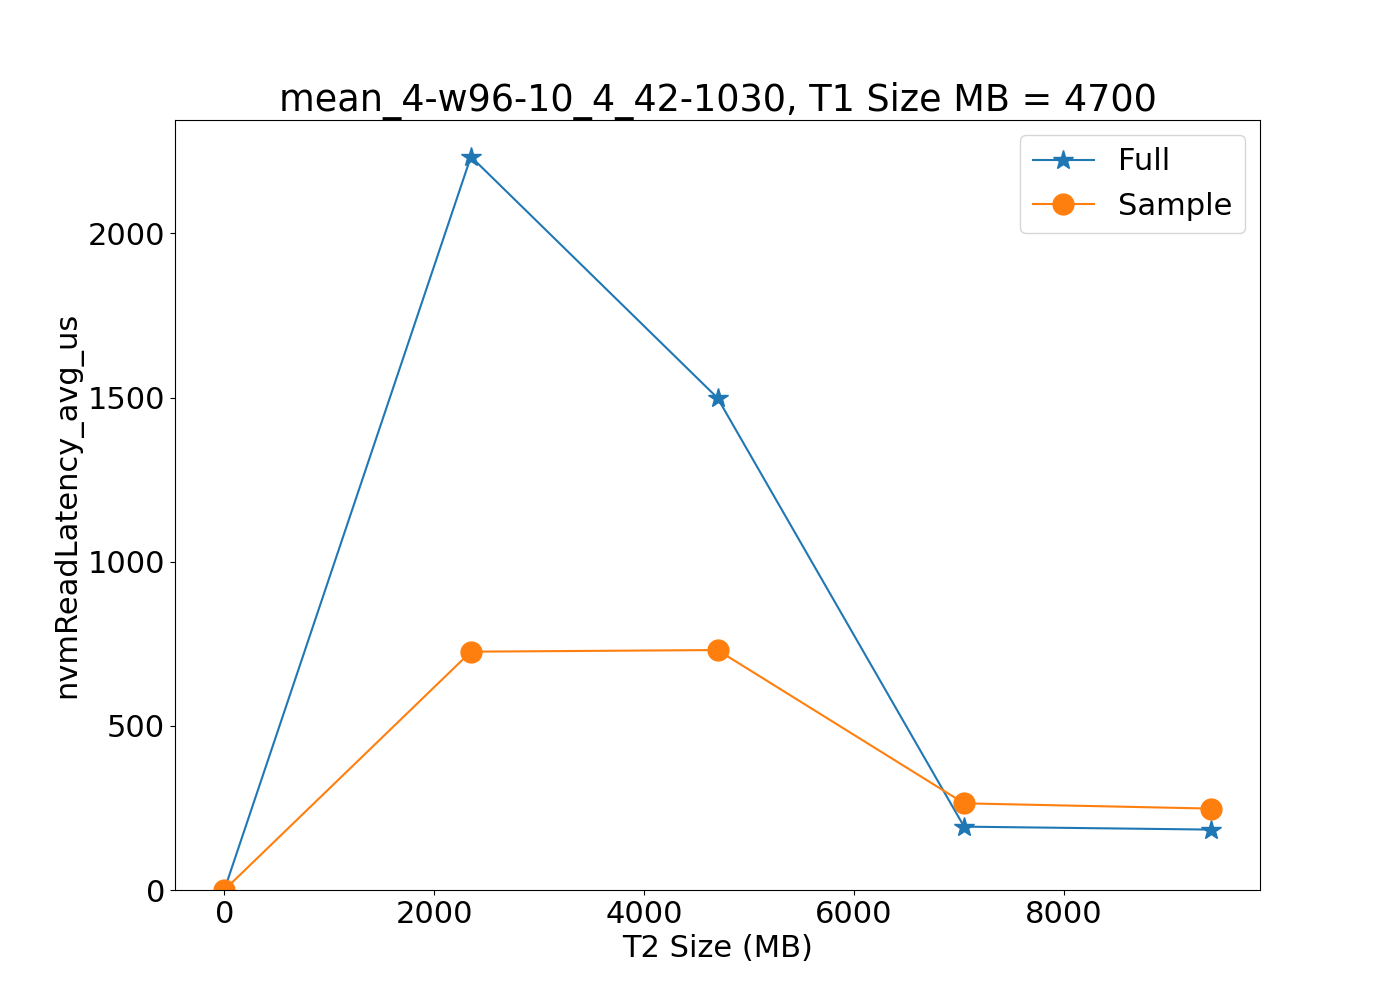 mean_4-w96-10_4_42-1030, T1 Size MB = 4700
Full
Sample
nvmReadLatency_avg_us
2000
1500
1000
500
0
0 2000 4000 6000 8000
T2 Size (MB)